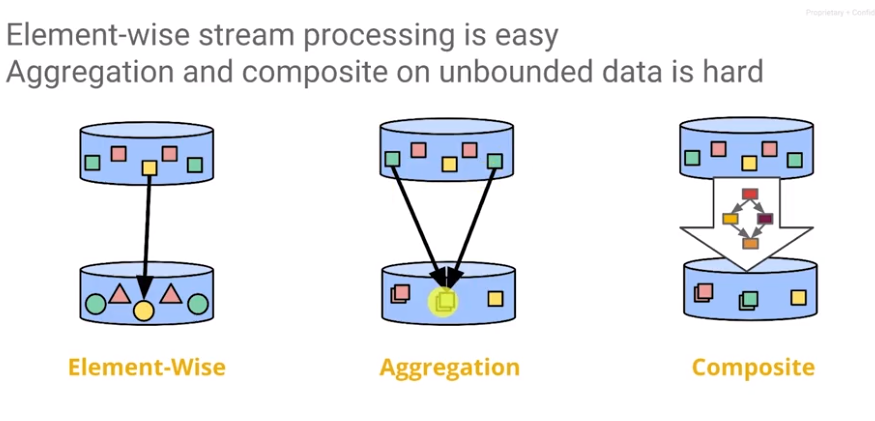 Proprietary + Confid
Element-wise stream processing is easy
Aggregation and composite on unbounded data is hard
Element-Wise
Aggregation
Composite